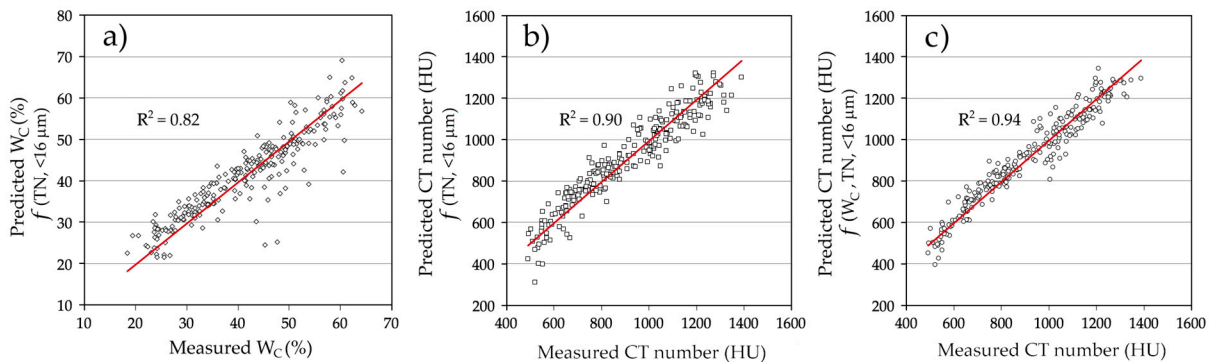 a)
R² = 0.82
Predicted W_C (%)
f (TN, <16 µm)
80
70
60
50
40
30
20
10
10 20 30 40 50 60 70
Measured W_C (%)
b)
R² = 0.90
Predicted CT number (HU)
f (TN, <16 µm)
1600
1400
1200
1000
800
600
400
200
400 600 800 1000 1200 1400 1600
Measured CT number (HU)
c)
R² = 0.94
Predicted CT number (HU)
f (W_C, TN, <16 µm)
1600
1400
1200
1000
800
600
400
200
400 600 800 1000 1200 1400 1600
Measured CT number (HU)